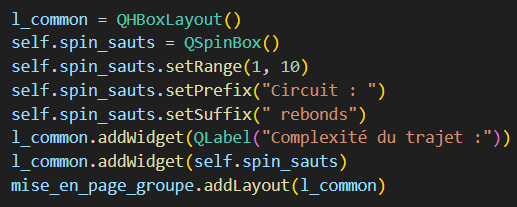 l_common = QHBoxLayout()
self.spin_sauts = QSpinBox()
self.spin_sauts.setRange(1, 10)
self.spin_sauts.setPrefix("Circuit : ")
self.spin_sauts.setSuffix(" rebonds")
l_common.addWidget(QLabel("Complexité du trajet :"))
l_common.addWidget(self.spin_sauts)
mise_en_page_groupe.addLayout(l_common)